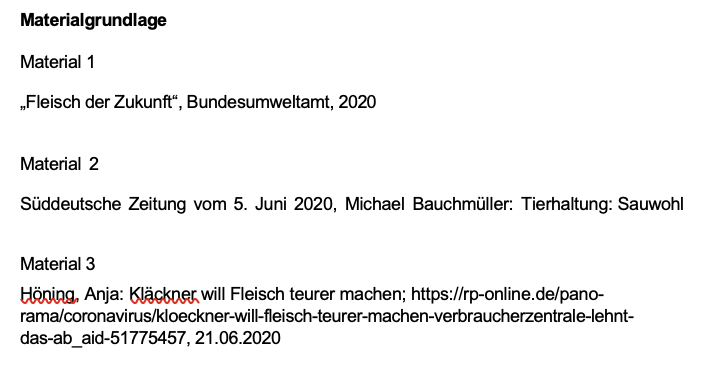 Materialgrundlage
Material 1
„Fleisch der Zukunft“, Bundesumweltamt, 2020
Material 2
Süddeutsche Zeitung vom 5. Juni 2020, Michael Bauchmüller: Tierhaltung: Sauwohl
Material 3
Höning, Anja: Kläckner will Fleisch teurer machen; https://rp-online.de/pano-
rama/coronavirus/kloeckner-will-fleisch-teurer-machen-verbraucherzentrale-lehnt-
das-ab_aid-51775457, 21.06.2020